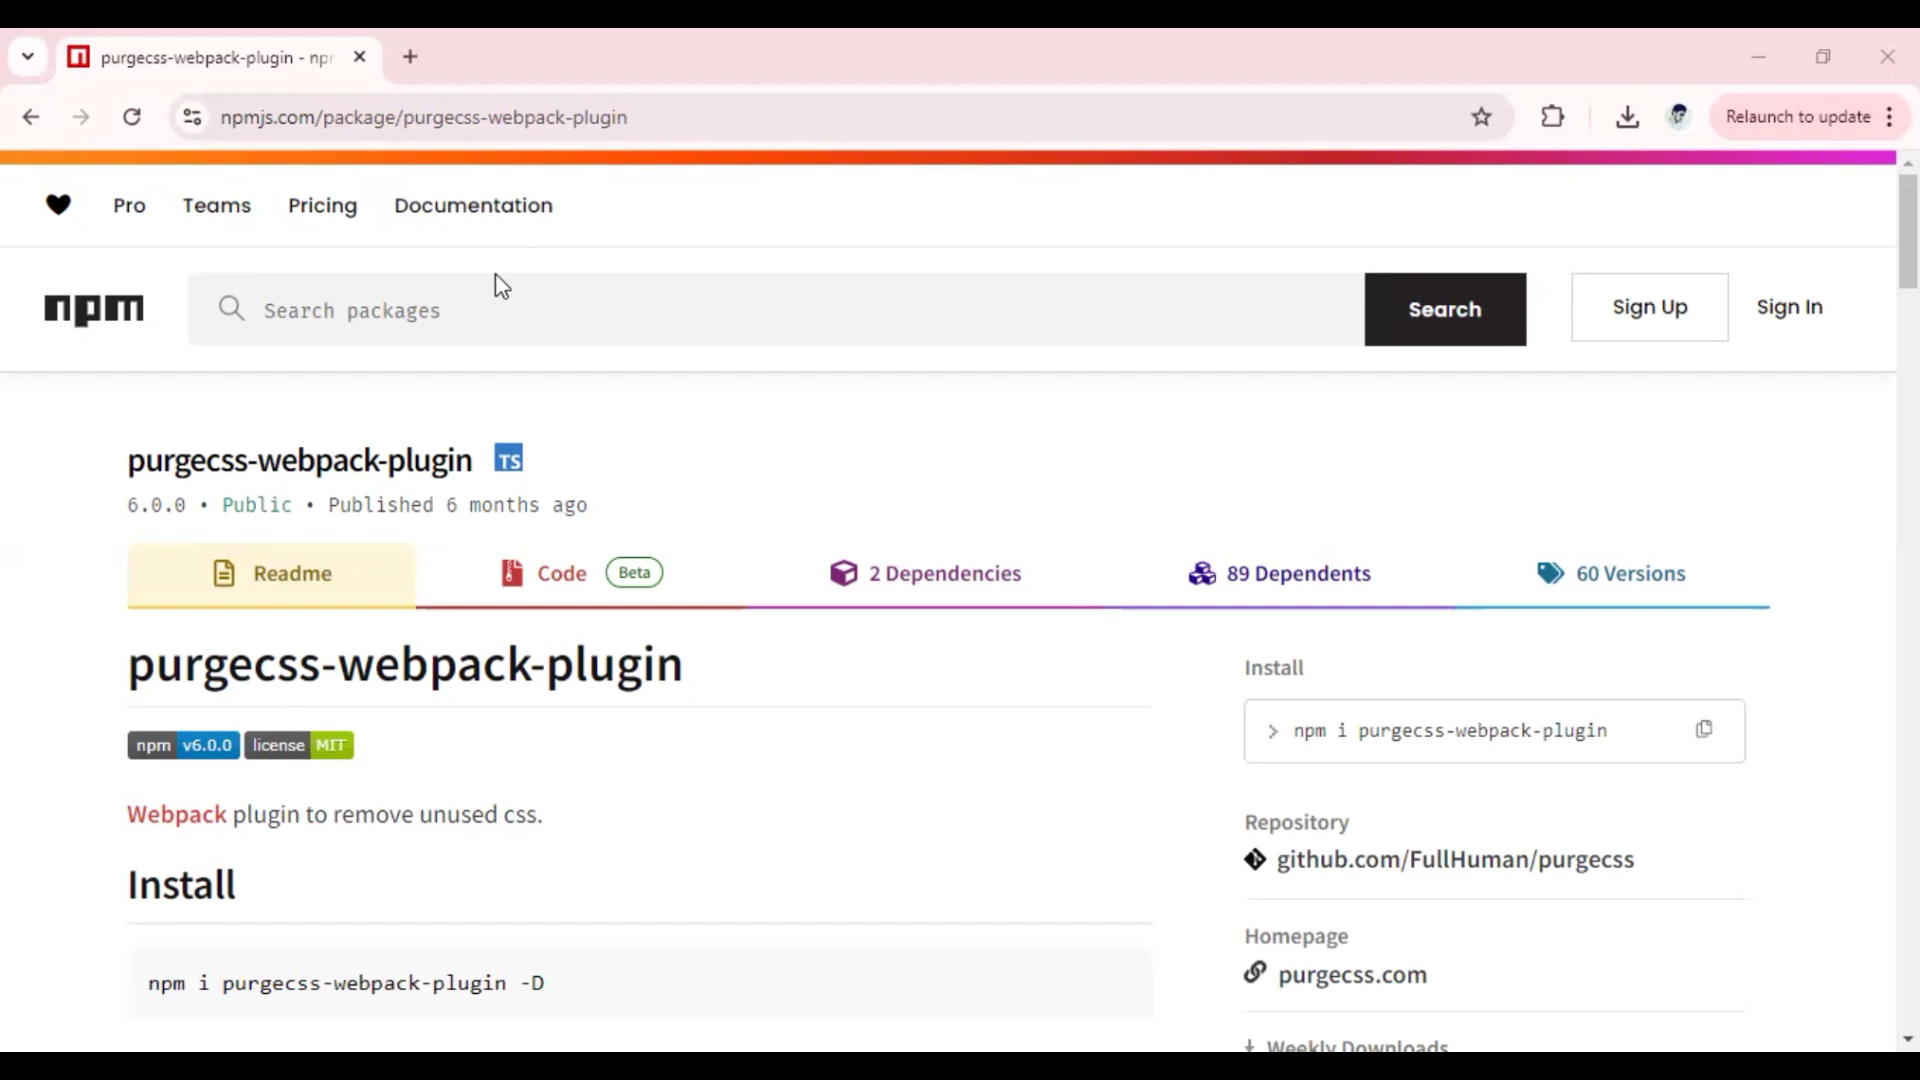 purgecss-webpack-plugin - npm
npmjs.com/package/purgecss-webpack-plugin
Relaunch to update
Pro
Teams
Pricing
Documentation
npm
Search packages
Search
Sign Up
Sign In
purgecss-webpack-plugin
TS
6.0.0 • Public • Published 6 months ago
Readme
Code
Beta
2 Dependencies
89 Dependents
60 Versions
purgecss-webpack-plugin
npm v6.0.0
license MIT
Webpack plugin to remove unused css.
Install
npm i purgecss-webpack-plugin -D
Install
> npm i purgecss-webpack-plugin
Repository
github.com/FullHuman/purgecss
Homepage
purgecss.com
Weekly Downloads